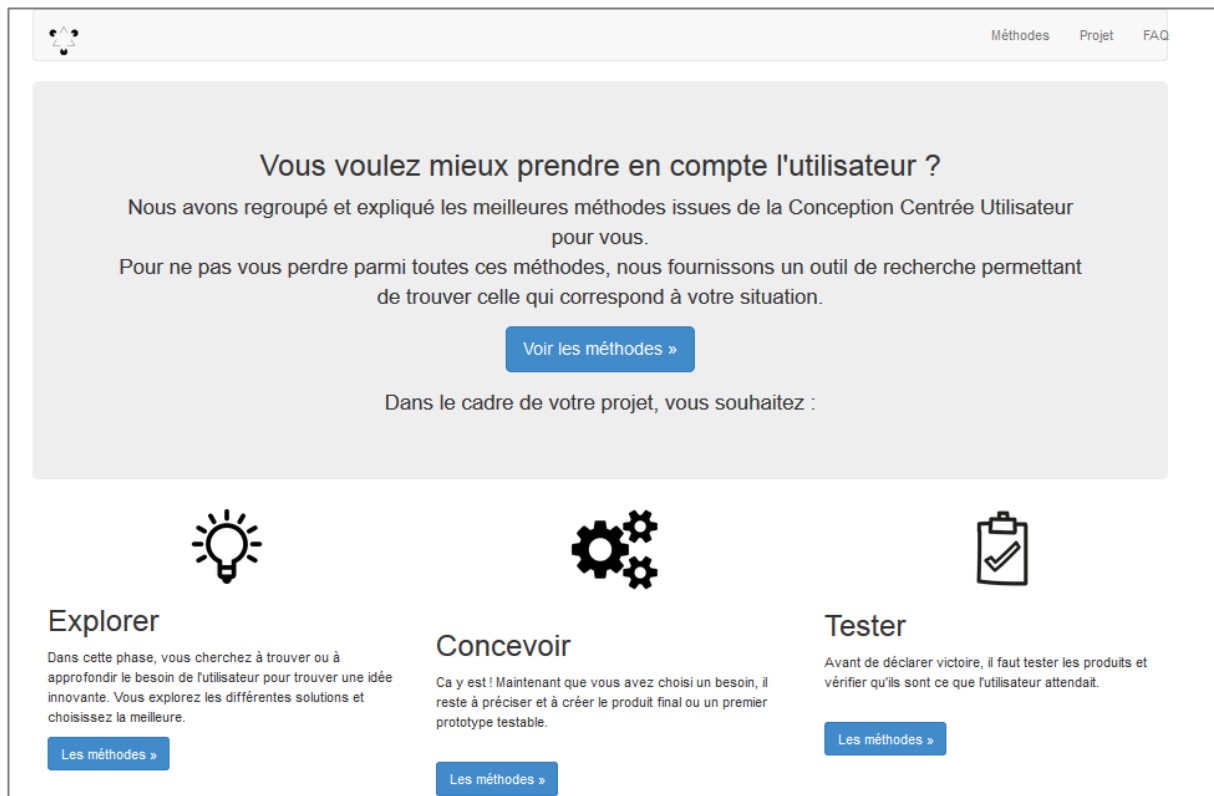 Méthodes Projet FAQ
Vous voulez mieux prendre en compte l'utilisateur ?
Nous avons regroupé et expliqué les meilleures méthodes issues de la Conception Centrée Utilisateur
pour vous.
Pour ne pas vous perdre parmi toutes ces méthodes, nous fournissons un outil de recherche permettant
de trouver celle qui correspond à votre situation.
Voir les méthodes »
Dans le cadre de votre projet, vous souhaitez :
Explorer
Dans cette phase, vous cherchez à trouver ou à
approfondir le besoin de l'utilisateur pour trouver une idée
innovante. Vous explorez les différentes solutions et
choisissez la meilleure.
Les méthodes »
Concevoir
Ca y est ! Maintenant que vous avez choisi un besoin, il
reste à préciser et à créer le produit final ou un premier
prototype testable.
Les méthodes »
Tester
Avant de déclarer victoire, il faut tester les produits et
vérifier qu'ils sont ce que l'utilisateur attendait.
Les méthodes »